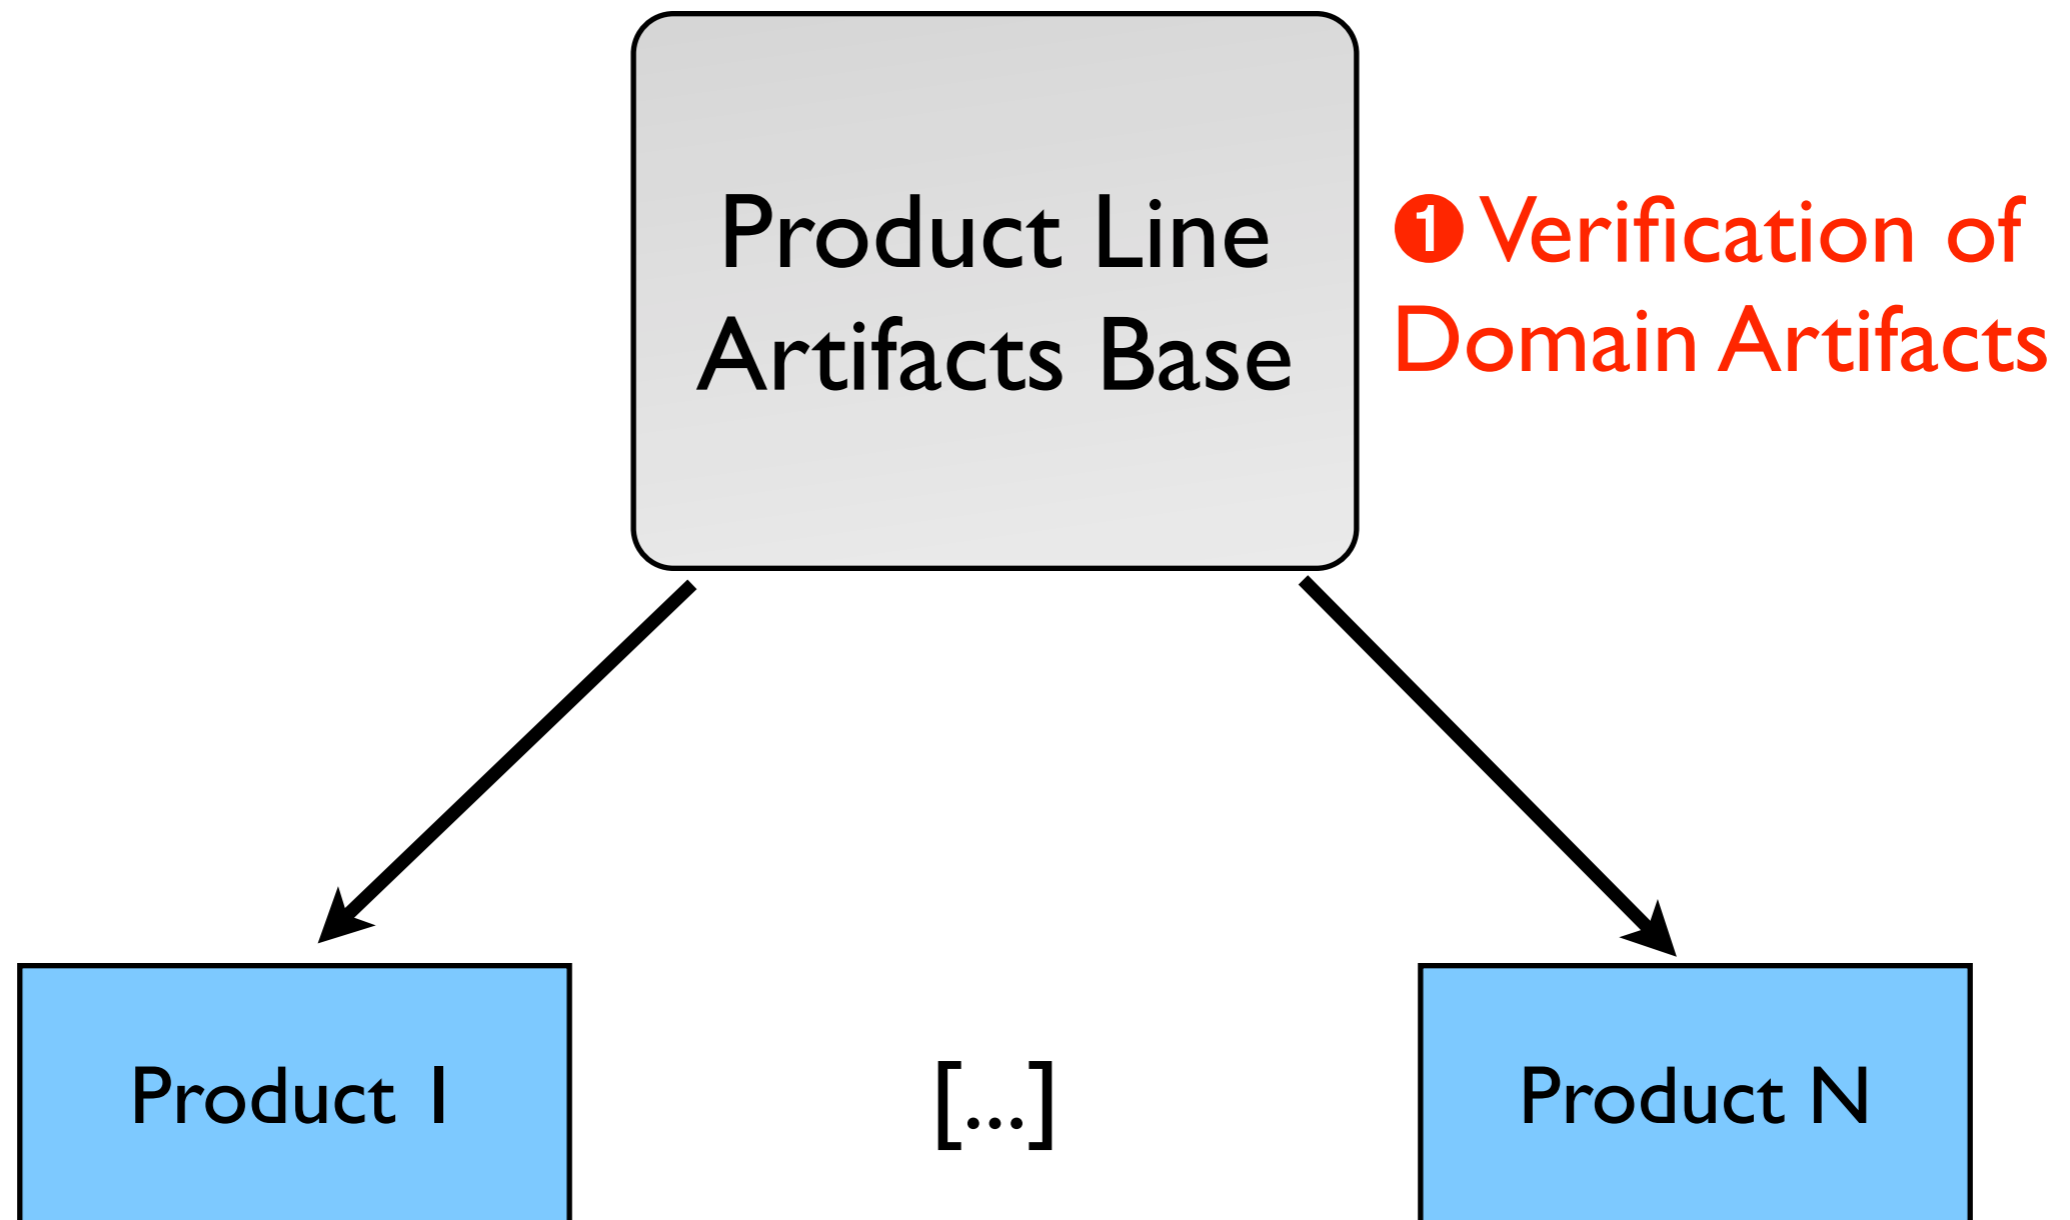 Product Line
Artifacts Base
❶ Verification of
Domain Artifacts
Product 1
[...]
Product N